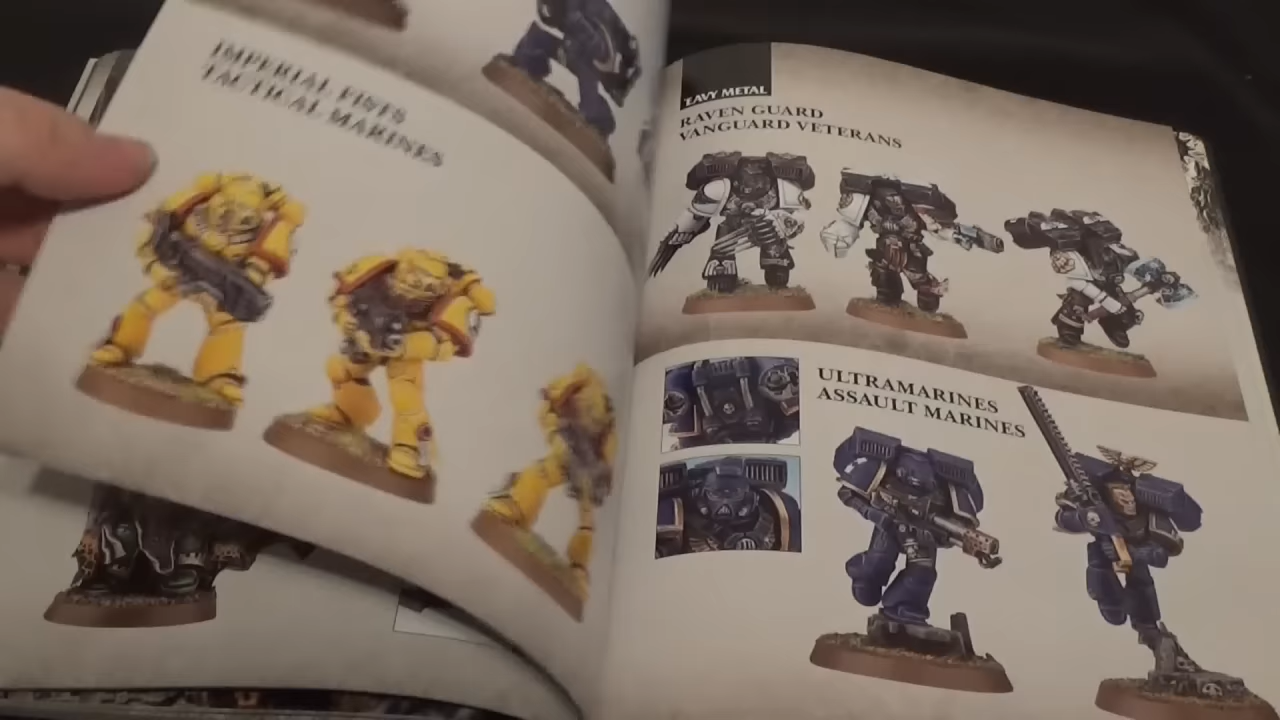 IMPERIAL FISTS
TACTICAL MARINES
EAVY METAL
RAVEN GUARD
VANGUARD VETERANS
ULTRAMARINES
ASSAULT MARINES